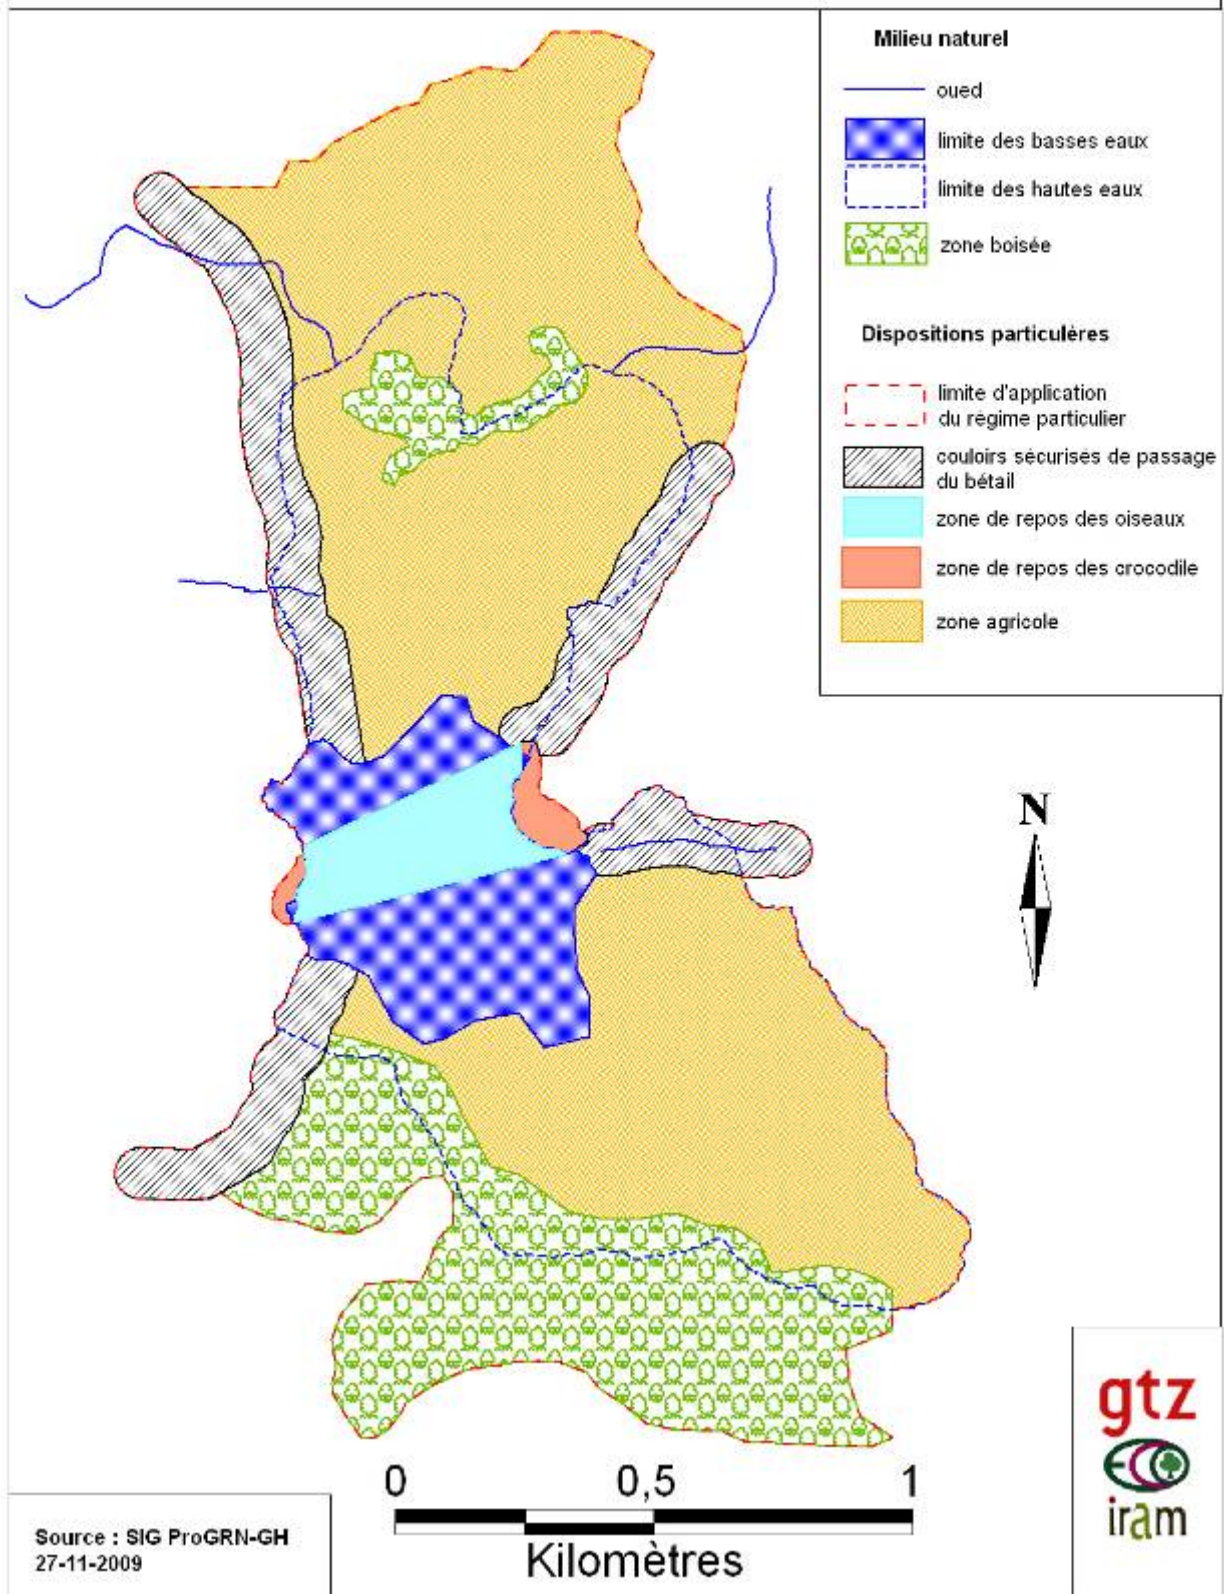 Milieu naturel
oued
limite des basses eaux
limite des hautes eaux
zone boisée
Dispositions particuléres
limite d'application
du régime particulier
couloirs sécurisés de passage
du bétail
zone de repos des oiseaux
zone de repos des crocodile
zone agricole
N
0 0,5 1
Kilomètres
Source : SIG ProGRN-GH
27-11-2009
gtz
ECO
iram